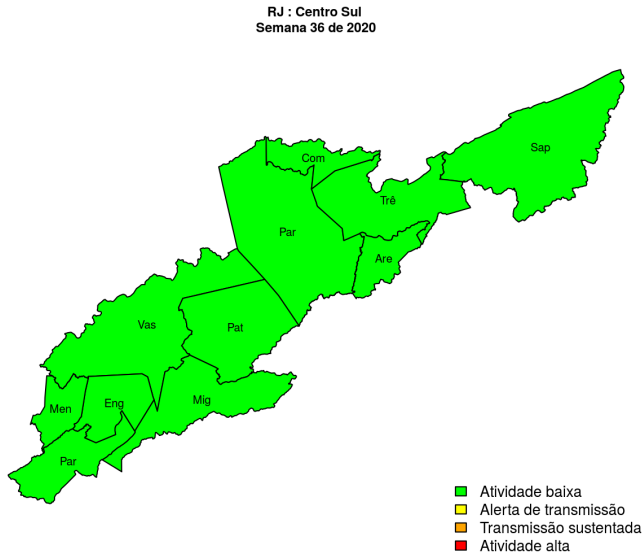 RJ : Centro Sul
Semana 36 de 2020
Sap
Com
Trê
Par
Are
Vas
Pat
Mig
Eng
Men
Par
Atividade baixa
Alerta de transmissão
Transmissão sustentada
Atividade alta